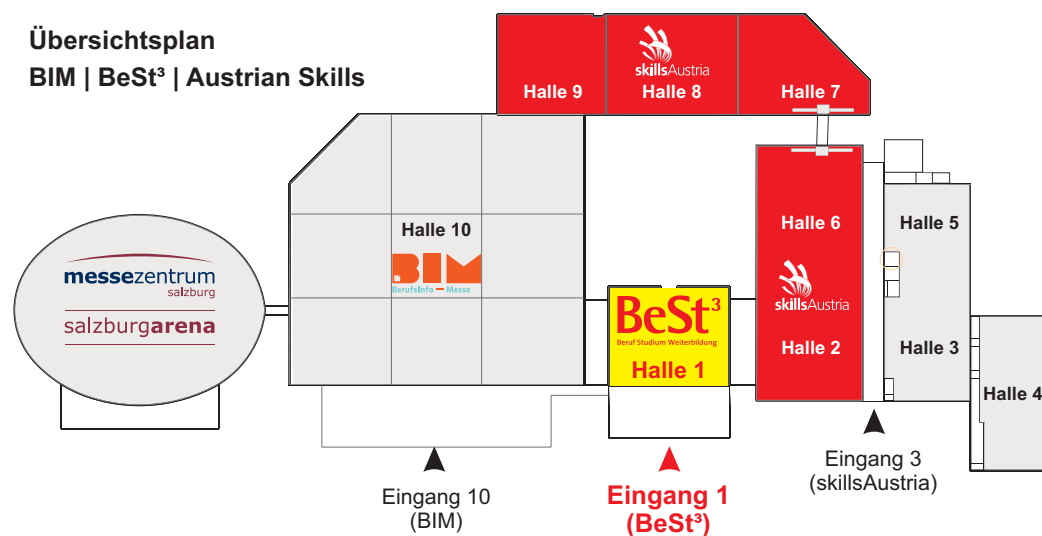 Übersichtsplan
BIM | BeSt³ | Austrian Skills
skillsAustria
Halle 9
Halle 8
Halle 7
Halle 10
BIM
BerufsInfo — Messe
Halle 6
Halle 5
messezentrum
salzburg
salzburgarena
BeSt³
Beruf Studium Weiterbildung
Halle 1
skillsAustria
Halle 2
Halle 3
Halle 4
Eingang 10
(BIM)
Eingang 1
(BeSt³)
Eingang 3
(skillsAustria)